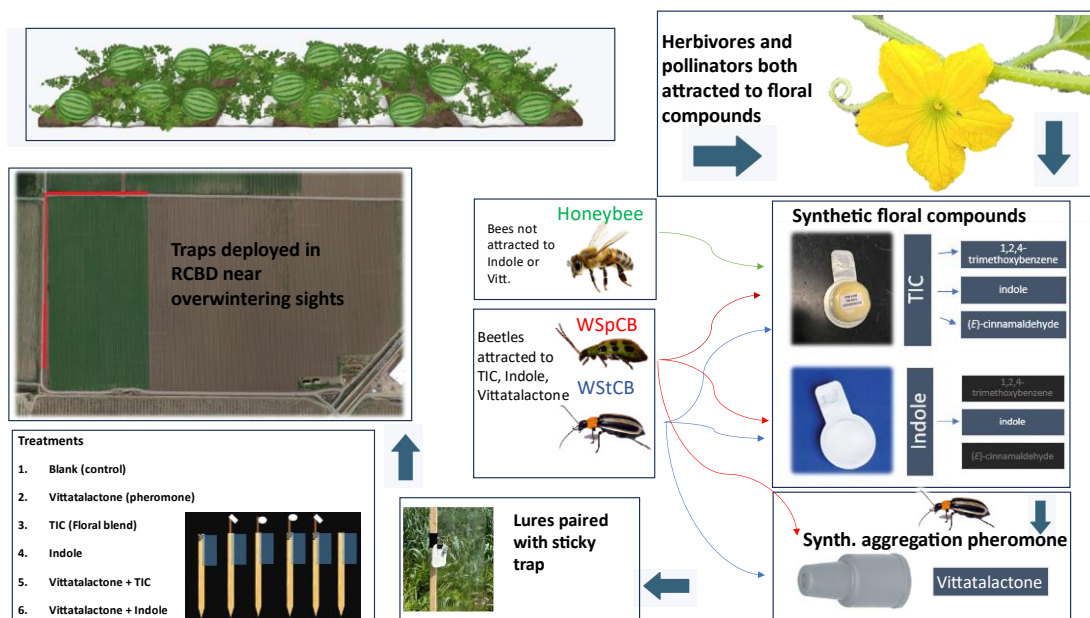 Herbivores and
pollinators both
attracted to floral
compounds
Traps deployed in
RCBD near
overwintering sights
Honeybee
Bees not
attracted to
Indole or
Vitt.
WSpCB
Beetles
attracted to
TIC, Indole,
Vittatalactone
WStCB
Synthetic floral compounds
TIC
1,2,4-
trimethoxybenzene
indole
(E)-cinnamaldehyde
Indole
1,2,4-
trimethoxybenzene
indole
(E)-cinnamaldehyde
Synth. aggregation pheromone
Vittatalactone
Lures paired
with sticky
trap
Treatments
1. Blank (control)
2. Vittatalactone (pheromone)
3. TIC (Floral blend)
4. Indole
5. Vittatalactone + TIC
6. Vittatalactone + Indole